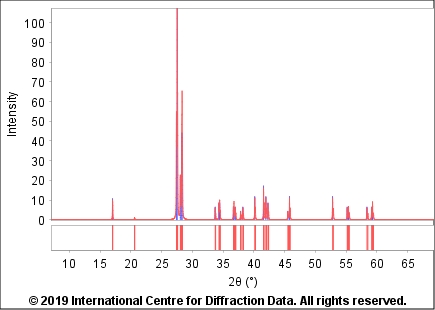 100
90
80
70
60
50
40
30
20
10
0
Intensity
10 15 20 25 30 35 40 45 50 55 60 65
2θ (°)
© 2019 International Centre for Diffraction Data. All rights reserved.